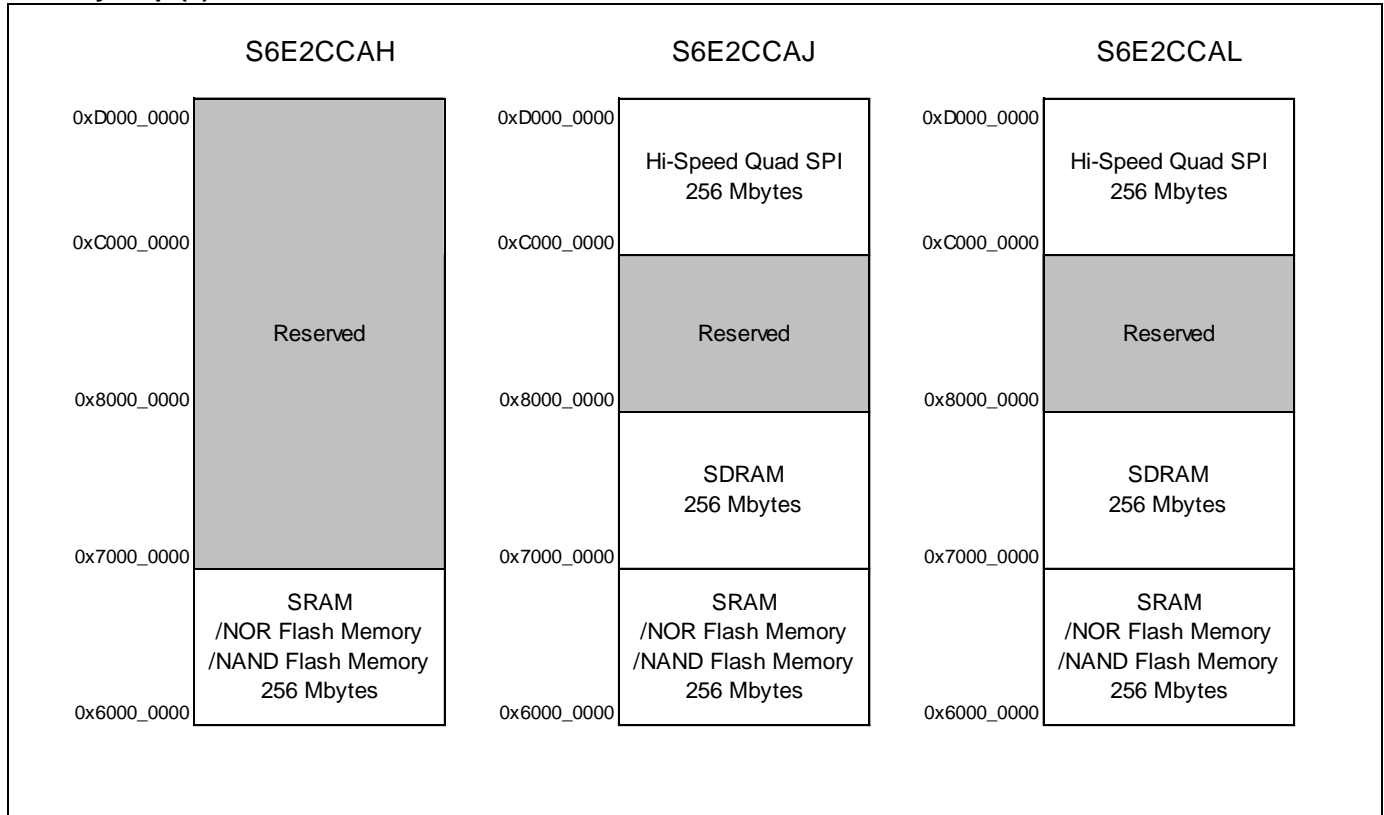 S6E2CCAH
0xD000_0000
0xC000_0000
Reserved
0x8000_0000
0x7000_0000
SRAM
/NOR Flash Memory
/NAND Flash Memory
256 Mbytes
0x6000_0000
S6E2CCAJ
0xD000_0000
Hi-Speed Quad SPI
256 Mbytes
0xC000_0000
Reserved
0x8000_0000
SDRAM
256 Mbytes
0x7000_0000
SRAM
/NOR Flash Memory
/NAND Flash Memory
256 Mbytes
0x6000_0000
S6E2CCAL
0xD000_0000
Hi-Speed Quad SPI
256 Mbytes
0xC000_0000
Reserved
0x8000_0000
SDRAM
256 Mbytes
0x7000_0000
SRAM
/NOR Flash Memory
/NAND Flash Memory
256 Mbytes
0x6000_0000